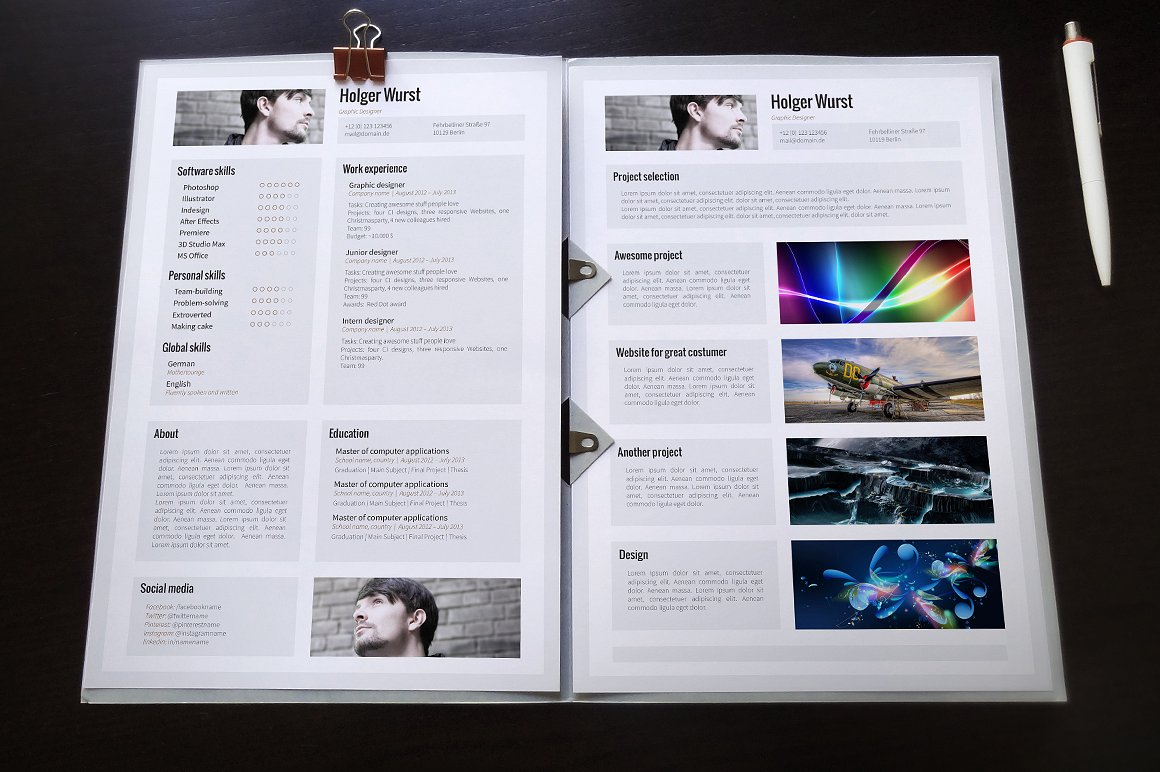 Holger Wurst
Graphic Designer
+12 (0) 123 123456
mail@domain.de
Fehrbelliner Straße 97
10119 Berlin
Software skills
Photoshop
Illustrator
Indesign
After Effects
Premiere
3D Studio Max
MS Office
Personal skills
Team-building
Problem-solving
Extroverted
Making cake
Global skills
German
Mothertounge
English
Fluently spoken and written
Work experience
Graphic designer
Company name | August 2012 – July 2013
Tasks: Creating awesome stuff people love
Projects: four CI designs, three responsive Websites, one
Christmasparty, 4 new colleagues hired
Team: 99
Budget: ~10.000 $
Junior designer
Company name | August 2012 – July 2013
Tasks: Creating awesome stuff people love
Projects: four CI designs, three responsive Websites, one
Christmasparty, 4 new colleagues hired
Team: 99
Awards: Red Dot award
Intern designer
Company name | August 2012 – July 2013
Tasks: Creating awesome stuff people love
Projects: four CI designs, three responsive Websites, one
Christmasparty.
Team: 99
About
Lorem ipsum dolor sit amet, consectetuer
adipiscing elit. Aenean commodo ligula eget
dolor. Aenean massa. Lorem ipsum dolor sit
amet, consectetuer adipiscing elit. Aenean
commodo ligula eget dolor. Aenean massa.
Lorem ipsum dolor sit amet.
Lorem ipsum dolor sit amet, consectetuer
adipiscing elit. Aenean commodo ligula eget
dolor. Aenean massa. Lorem ipsum dolor sit
amet, consectetuer adipiscing elit. Aenean
commodo ligula eget dolor. Aenean massa.
Lorem ipsum dolor sit amet.
Education
Master of computer applications
School name, country | August 2012 – July 2013
Graduation | Main Subject | Final Project | Thesis
Master of computer applications
School name, country | August 2012 – July 2013
Graduation | Main Subject | Final Project | Thesis
Master of computer applications
School name, country | August 2012 – July 2013
Graduation | Main Subject | Final Project | Thesis
Social media
Facebook: /facebookname
Twitter: @twittername
Pinterest: @pinterestname
Instagram: @instagramname
linkedin: in/namename
Holger Wurst
Graphic Designer
+12 (0) 123 123456
mail@domain.de
Fehrbelliner Straße 97
10119 Berlin
Project selection
Lorem ipsum dolor sit amet, consectetuer adipiscing elit. Aenean commodo ligula eget dolor. Aenean massa. Lorem ipsum
dolor sit amet, consectetuer adipiscing elit. dolor sit amet, consectetuer adipiscing elit.
Lorem ipsum dolor sit amet, consectetuer adipiscing elit. Aenean commodo ligula eget dolor. Aenean massa. Lorem ipsum
dolor sit amet, consectetuer adipiscing elit. Aenean commodo ligula eget dolor. Aenean massa. Lorem ipsum dolor sit amet.
Awesome project
Lorem ipsum dolor sit amet, consectetuer
adipiscing elit. Aenean commodo ligula eget
dolor. Aenean massa. Lorem ipsum dolor sit
amet, consectetuer adipiscing elit. Aenean
commodo ligula eget dolor.
Website for great costumer
Lorem ipsum dolor sit amet, consectetuer
adipiscing elit. Aenean commodo ligula eget
dolor. Aenean massa. Lorem ipsum dolor sit
amet, consectetuer adipiscing elit. Aenean
commodo ligula eget dolor.
Another project
Lorem ipsum dolor sit amet, consectetuer
adipiscing elit. Aenean commodo ligula eget
dolor. Aenean massa. Lorem ipsum dolor sit
amet, consectetuer adipiscing elit. Aenean
commodo ligula eget dolor.
Design
Lorem ipsum dolor sit amet, consectetuer
adipiscing elit. Aenean commodo ligula eget
dolor. Aenean massa. Lorem ipsum dolor sit
amet, consectetuer adipiscing elit. Aenean
commodo ligula eget dolor.